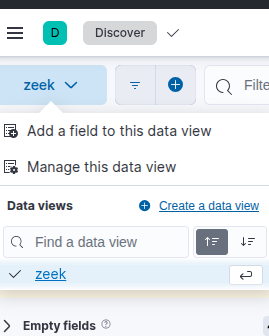 D Discover
zeek Filte
Add a field to this data view
Manage this data view
Data views Create a data view
Find a data view
zeek
Empty fields